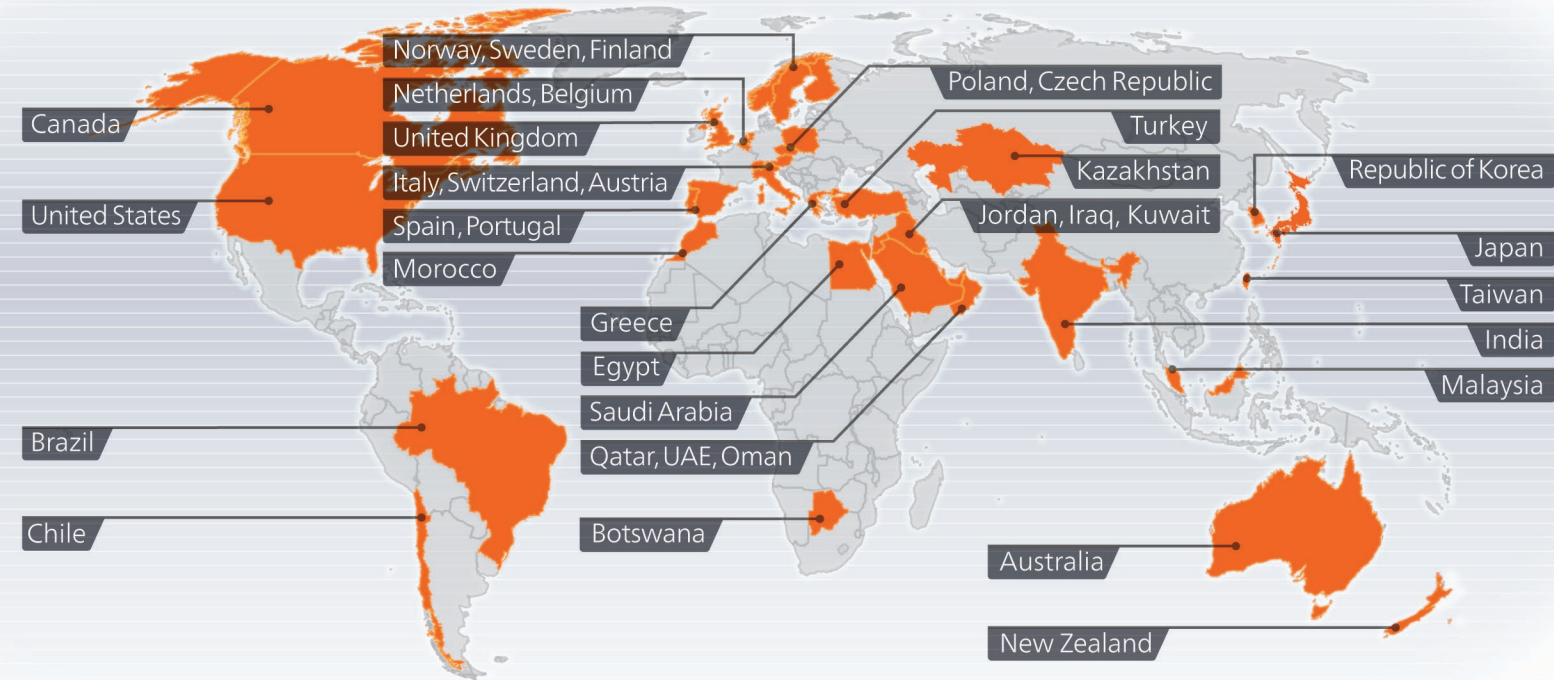 Canada
United States
Brazil
Chile
Norway, Sweden, Finland
Netherlands, Belgium
United Kingdom
Italy, Switzerland, Austria
Spain, Portugal
Morocco
Greece
Egypt
Saudi Arabia
Qatar, UAE, Oman
Botswana
Poland, Czech Republic
Turkey
Kazakhstan
Jordan, Iraq, Kuwait
Republic of Korea
Japan
Taiwan
India
Malaysia
Australia
New Zealand